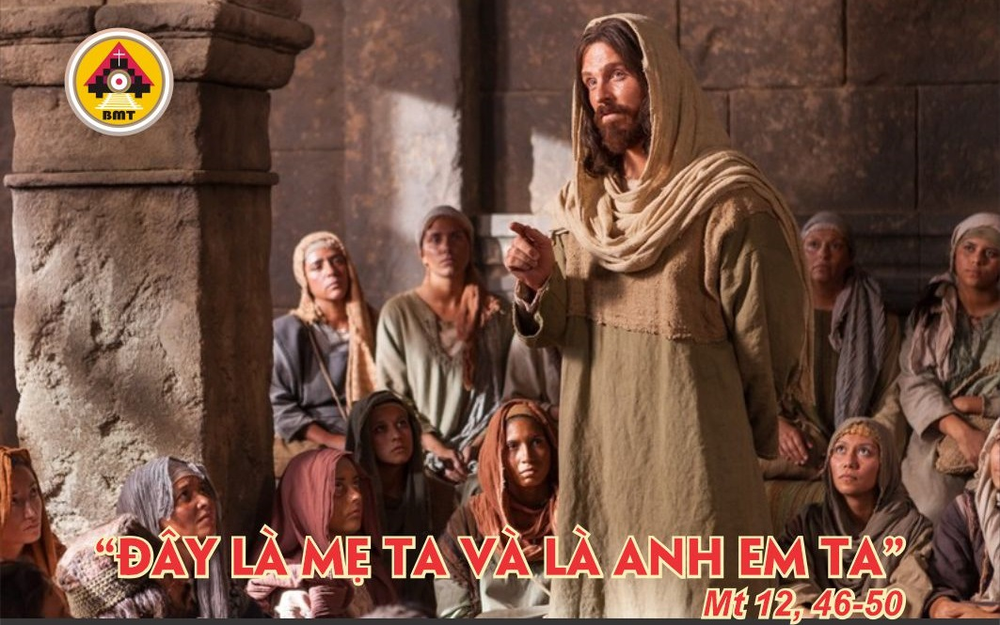 BMT
“ĐÂY LÀ MẸ TA VÀ LÀ ANH EM TA”
Mt 12, 46-50